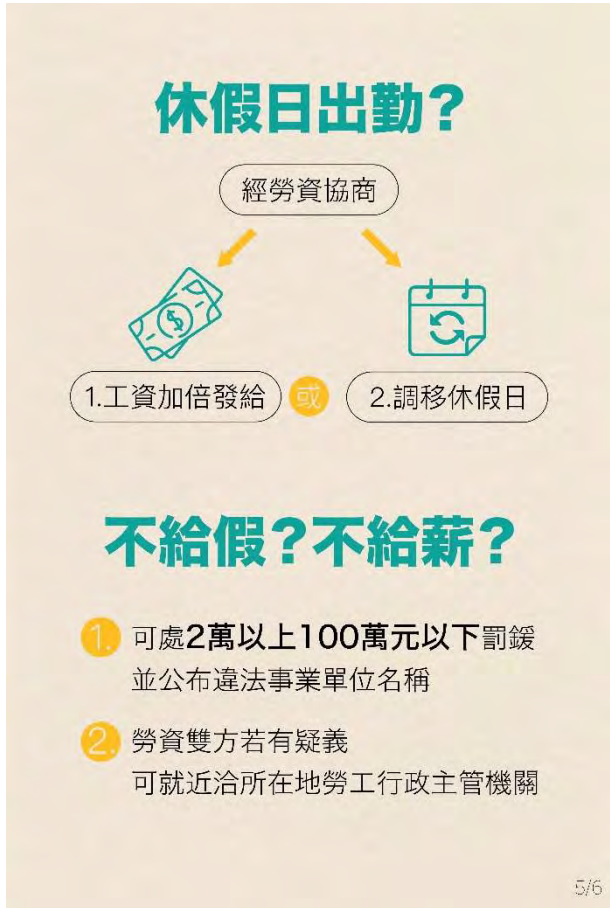 休假日出勤?
經勞資協商
1.工資加倍發給
或
2.調移休假日
不給假?不給薪?
1. 可處2萬以上100萬元以下罰鍰
並公布違法事業單位名稱
2. 勞資雙方若有疑義
可就近洽所在地勞工行政主管機關
5/6